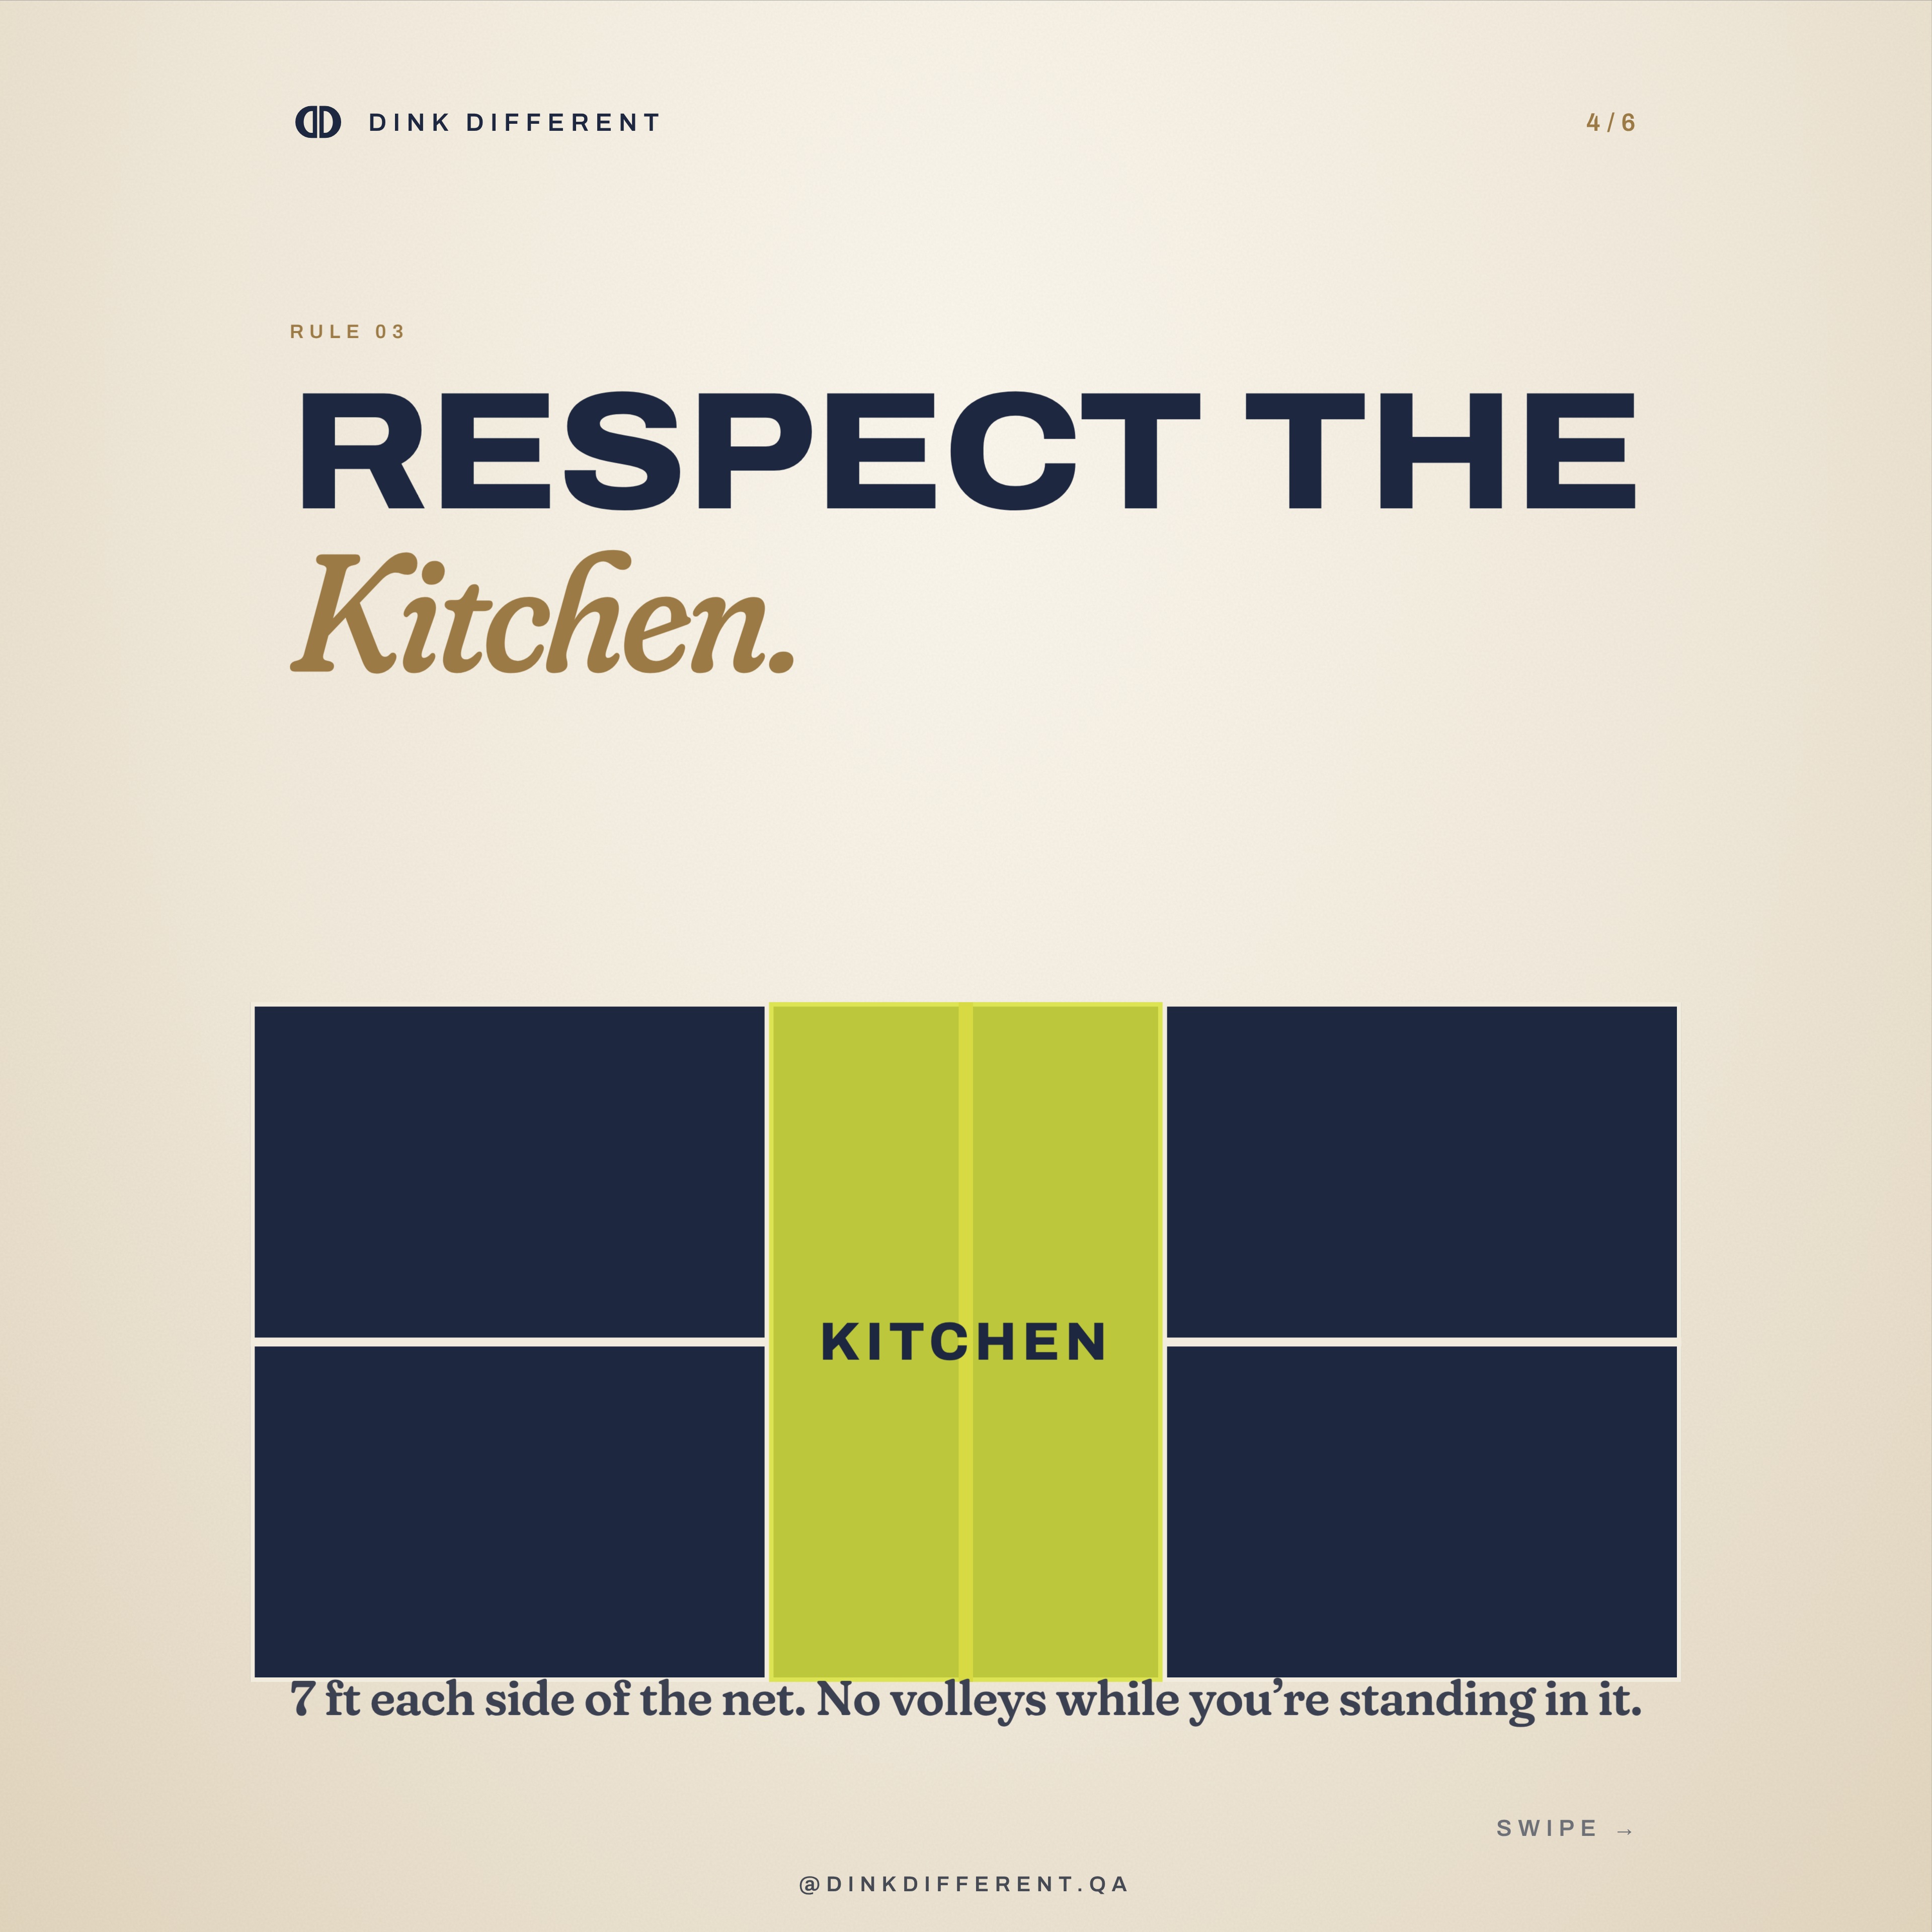 DINK DIFFERENT
4 / 6
RULE 03
RESPECT THE
Kitchen.
KITCHEN
7 ft each side of the net. No volleys while you’re standing in it.
SWIPE →
@DINKDIFFERENT.QA